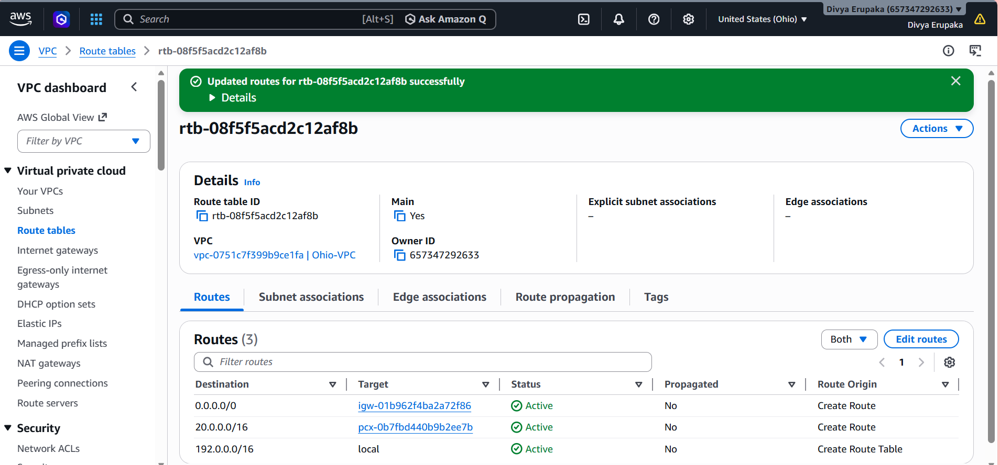 aws
Search [Alt+S] Ask Amazon Q
United States (Ohio)
Divya Erupaka (657347292633)
Divya Erupaka
VPC
Route tables
rtb-08f5f5acd2c12af8b
VPC dashboard
AWS Global View
Filter by VPC
Virtual private cloud
Your VPCs
Subnets
Route tables
Internet gateways
Egress-only internet
gateways
DHCP option sets
Elastic IPs
Managed prefix lists
NAT gateways
Peering connections
Route servers
Security
Network ACLs
Updated routes for rtb-08f5f5acd2c12af8b successfully
Details
rtb-08f5f5acd2c12af8b
Actions
Details Info
Route table ID
rtb-08f5f5acd2c12af8b
Main
Yes
Explicit subnet associations
–
Edge associations
–
VPC
vpc-0751c7f399b9ce1fa | Ohio-VPC
Owner ID
657347292633
Routes Subnet associations Edge associations Route propagation Tags
Routes (3)
Both Edit routes
Filter routes
1
Destination Target Status Propagated Route Origin
0.0.0.0/0 igw-01b962f4ba2a72f86 Active No Create Route
20.0.0.0/16 pcx-0b7fbd440b9b2ee7b Active No Create Route
192.0.0.0/16 local Active No Create Route Table